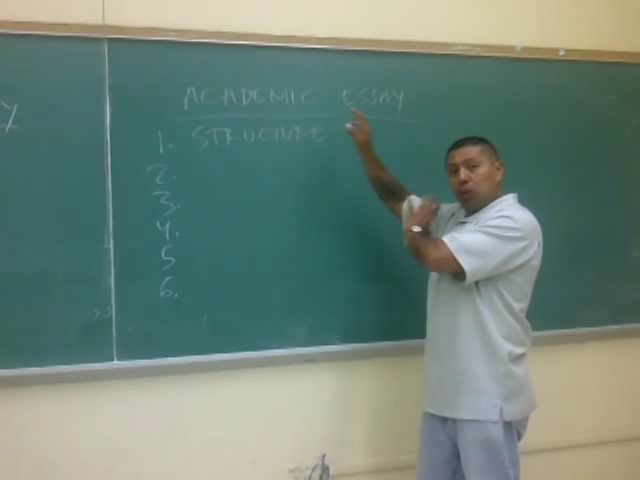 Y
ACADEMIC ESSAY
1. STRUCTURE
2.
3.
4.
5
6.